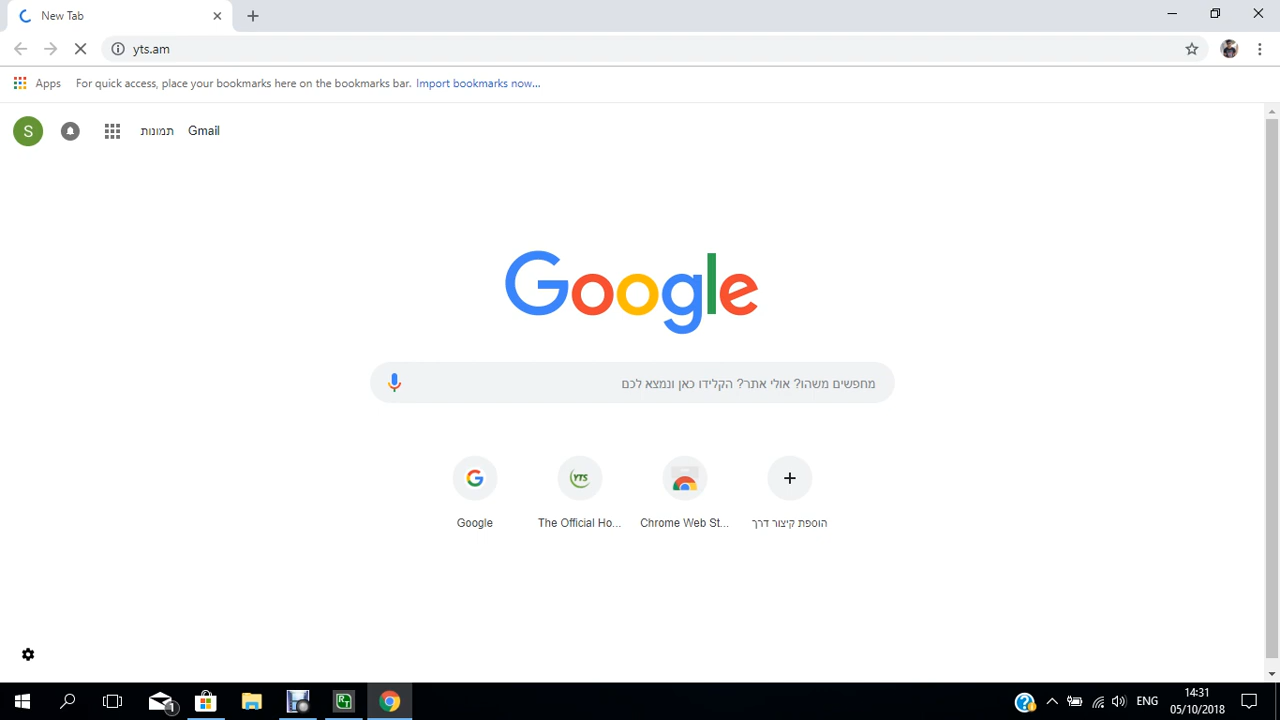 New Tab
yts.am
Apps For quick access, place your bookmarks here on the bookmarks bar. Import bookmarks now...
S תמונות Gmail
Google
מחפשים משהו? אולי אתר? הקלידו כאן ונמצא לכם
YTS
Google The Official Ho... Chrome Web St... הוספת קיצור דרך
1 ENG 14:31
05/10/2018